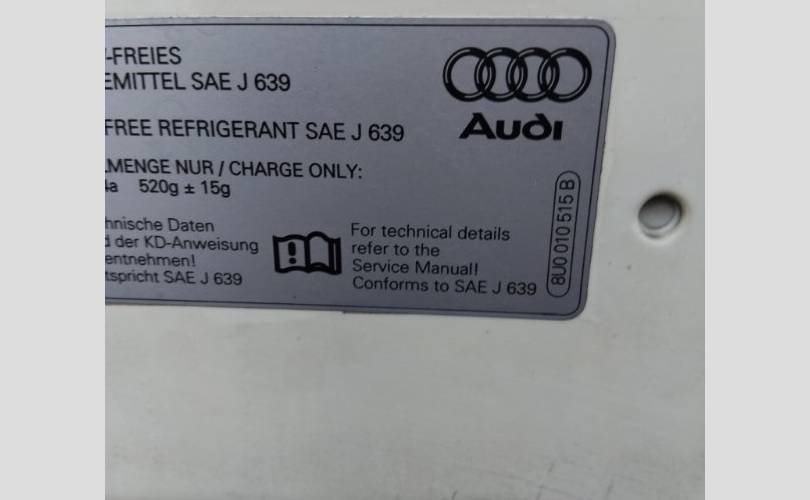 -FREIES
EMITTEL SAE J 639
FREE REFRIGERANT SAE J 639
LMENGE NUR / CHARGE ONLY:
4a 520g ± 15g
hnische Daten
d der KD-Anweisung
entnehmen!
tspricht SAE J 639
Audi
For technical details
refer to the
Service Manual!
Conforms to SAE J 639
8U0 010 515 B